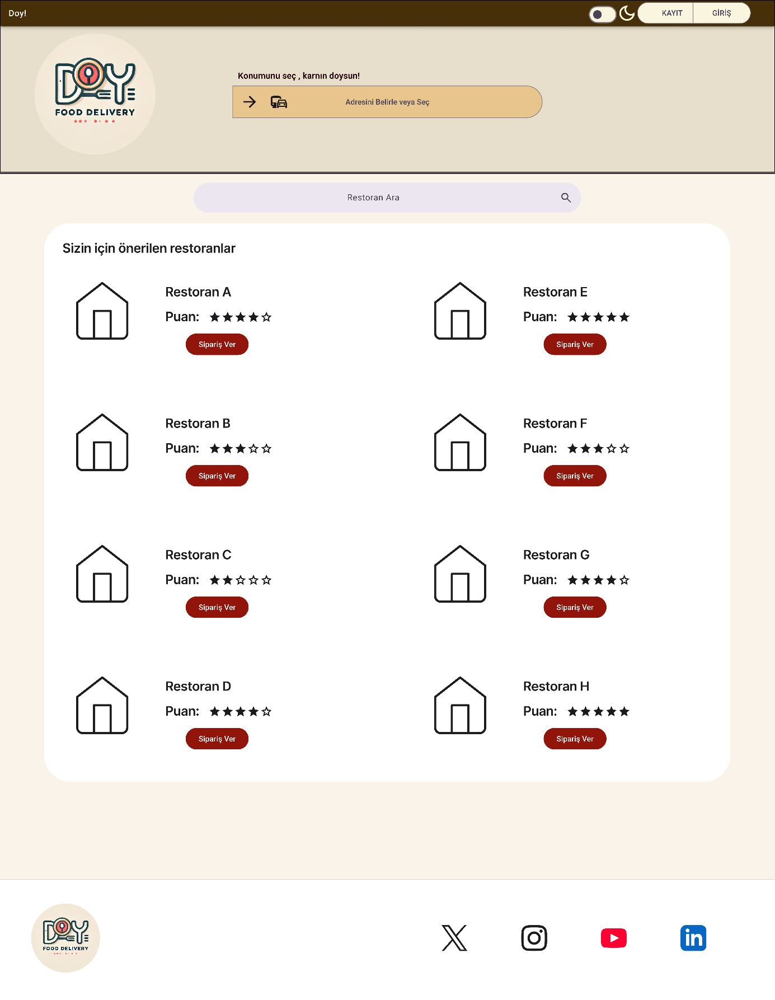 Doy!
KAYIT
GİRİŞ
DOY
FOOD DELIVERY
Konumunu seç , karnın doysun!
Adresini Belirle veya Seç
Restoran Ara
Sizin için önerilen restoranlar
Restoran A
Puan:
Sipariş Ver
Restoran E
Puan:
Sipariş Ver
Restoran B
Puan:
Sipariş Ver
Restoran F
Puan:
Sipariş Ver
Restoran C
Puan:
Sipariş Ver
Restoran G
Puan:
Sipariş Ver
Restoran D
Puan:
Sipariş Ver
Restoran H
Puan:
Sipariş Ver
DOY
FOOD DELIVERY
in